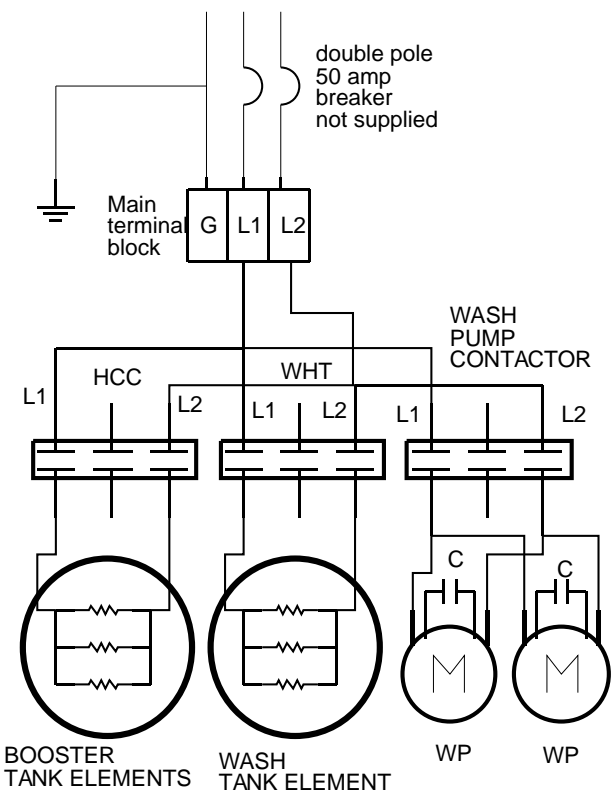 double pole
50 amp
breaker
not supplied
Main
terminal
block
G
L1
L2
WASH
PUMP
CONTACTOR
HCC
WHT
L1
L2
L1
L2
L1
L2
C
C
M
M
WP
WP
BOOSTER
TANK ELEMENTS
WASH
TANK ELEMENT